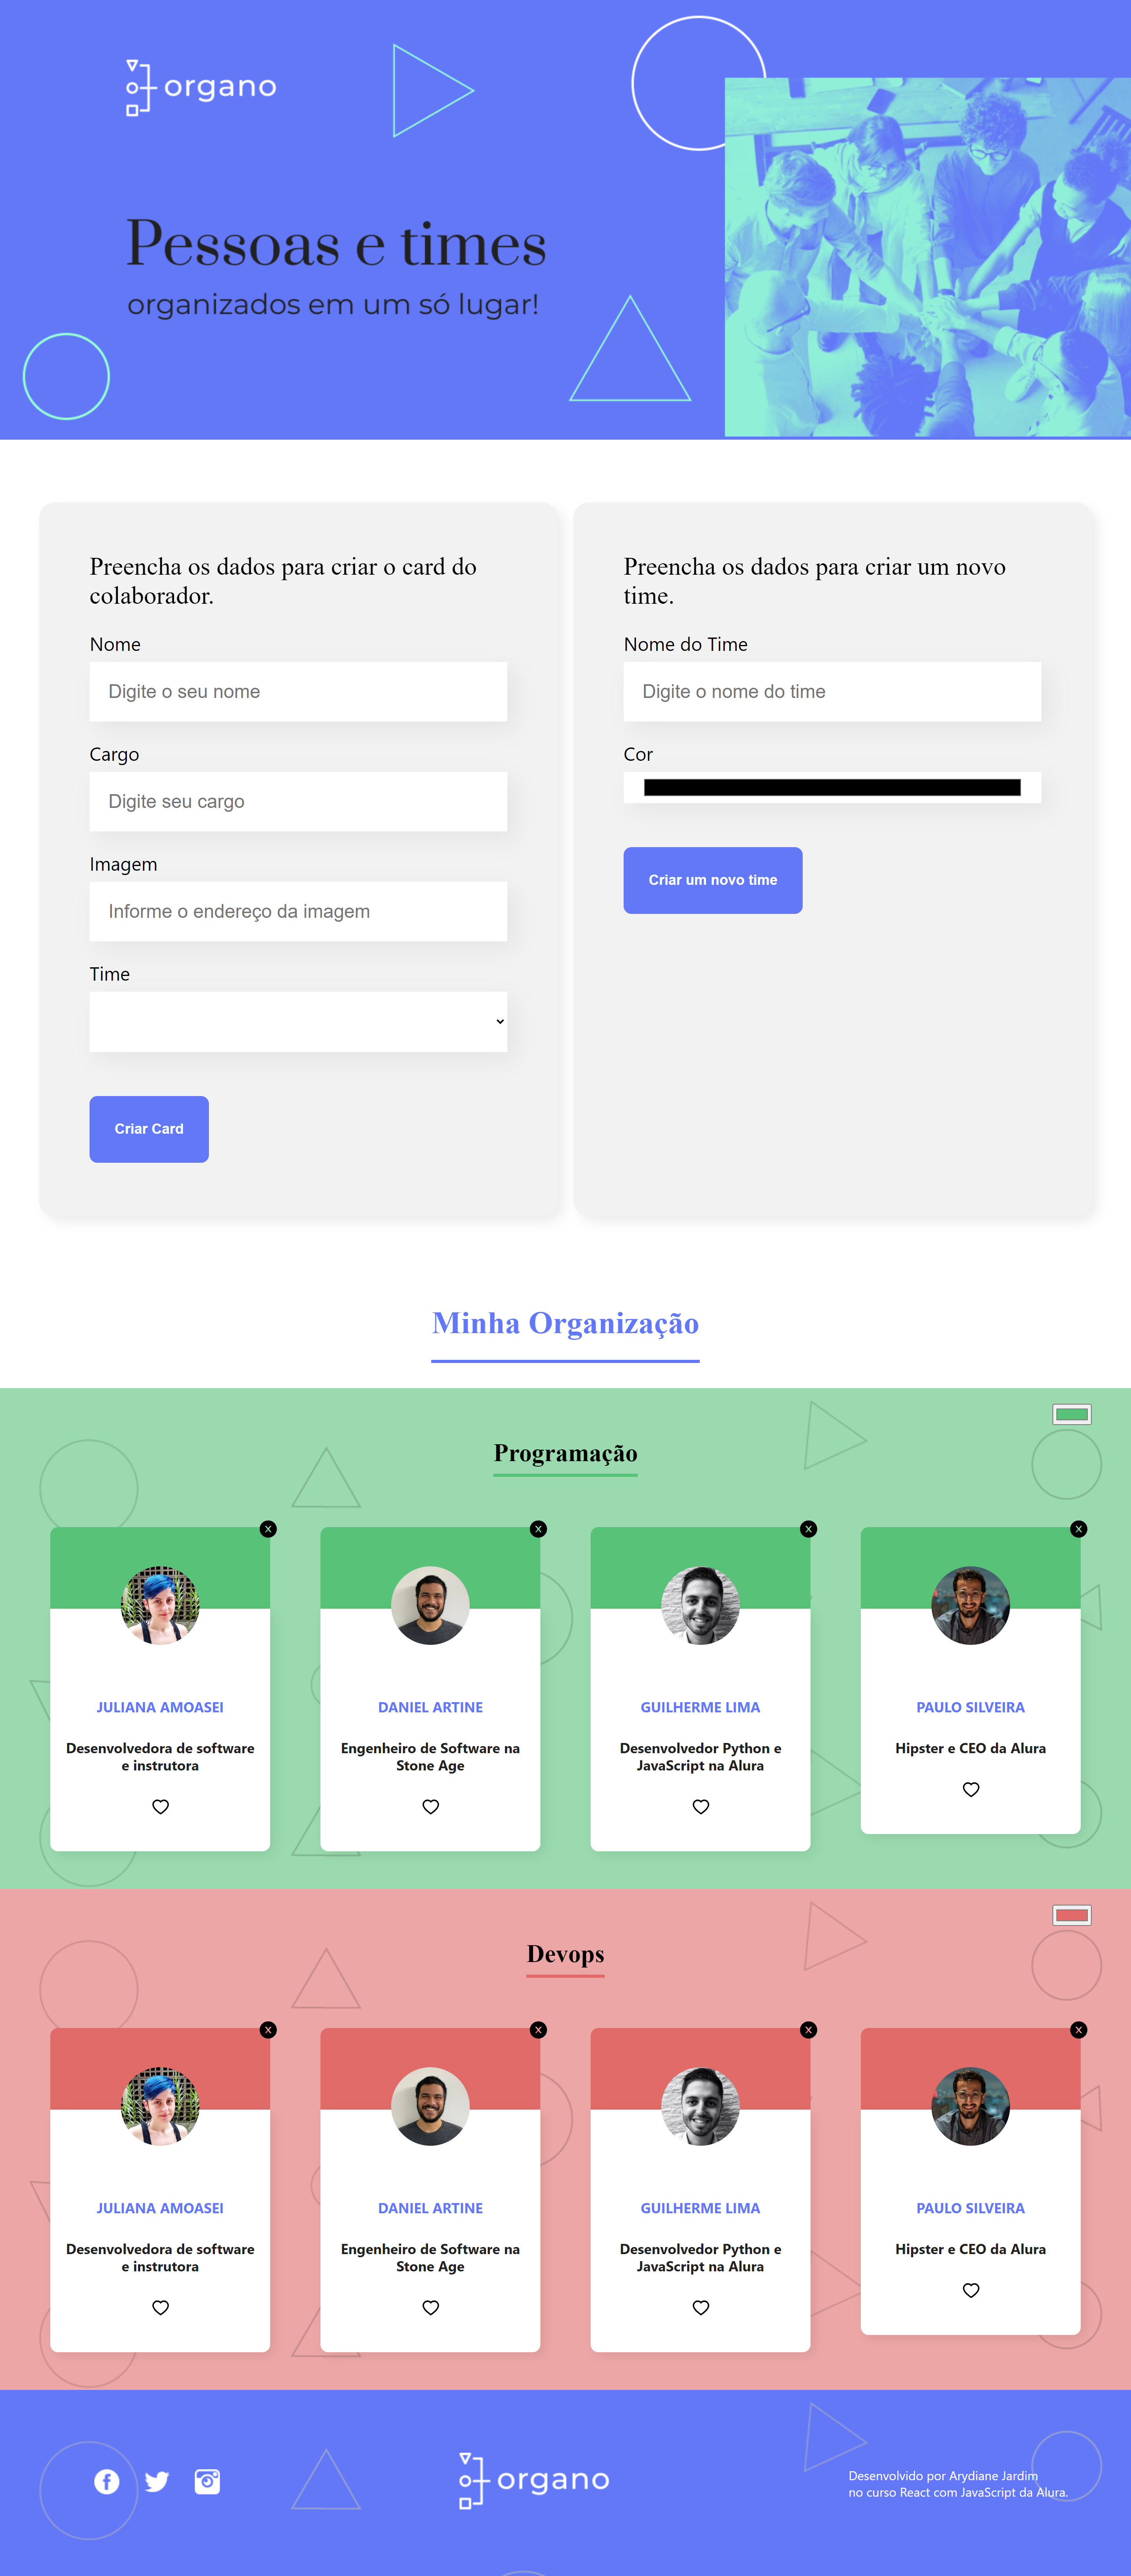 organo
Pessoas e times
organizados em um só lugar!
Preencha os dados para criar o card do
colaborador.
Nome
Digite o seu nome
Cargo
Digite seu cargo
Imagem
Informe o endereço da imagem
Time
Criar Card
Preencha os dados para criar um novo
time.
Nome do Time
Digite o nome do time
Cor
Criar um novo time
Minha Organização
Programação
X
X
X
X
JULIANA AMOASEI
Desenvolvedora de software
e instrutora
DANIEL ARTINE
Engenheiro de Software na
Stone Age
GUILHERME LIMA
Desenvolvedor Python e
JavaScript na Alura
PAULO SILVEIRA
Hipster e CEO da Alura
Devops
X
X
X
X
JULIANA AMOASEI
Desenvolvedora de software
e instrutora
DANIEL ARTINE
Engenheiro de Software na
Stone Age
GUILHERME LIMA
Desenvolvedor Python e
JavaScript na Alura
PAULO SILVEIRA
Hipster e CEO da Alura
organo
Desenvolvido por Arydiane Jardim
no curso React com JavaScript da Alura.